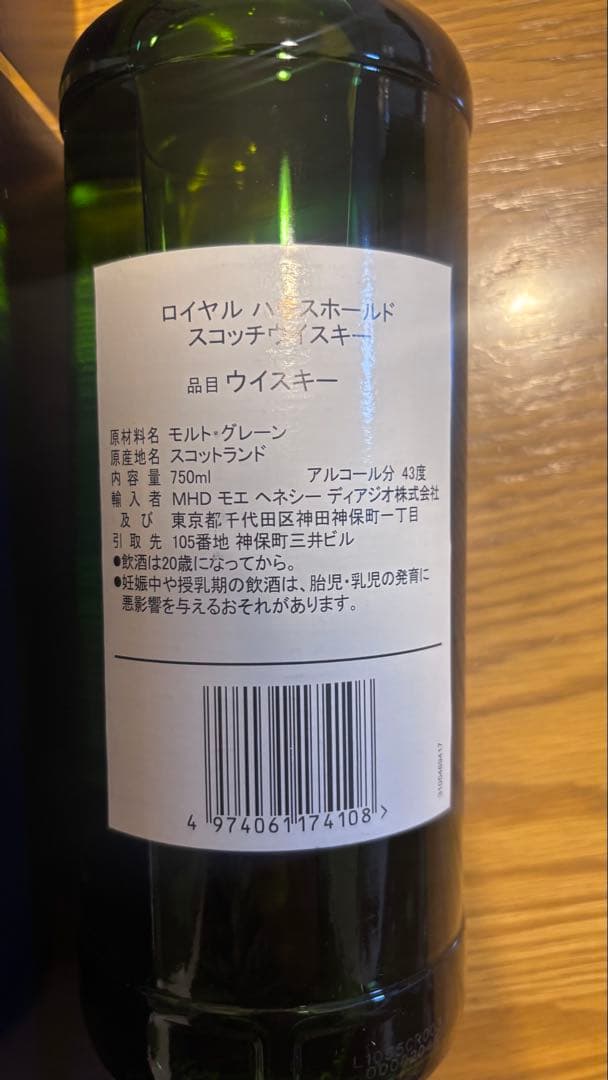 ロイヤル ハウスホールド
スコッチウイスキー
品目 ウイスキー
原材料名 モルト・グレーン
原産地名 スコットランド
内容量 750ml アルコール分 43度
輸入者 MHD モエ ヘネシー ディアジオ株式会社
及び 東京都千代田区神田神保町一丁目
引取先 105番地 神保町三井ビル
●飲酒は20歳になってから。
●妊娠中や授乳期の飲酒は、胎児・乳児の発育に
悪影響を与えるおそれがあります。
4 974061174108 >